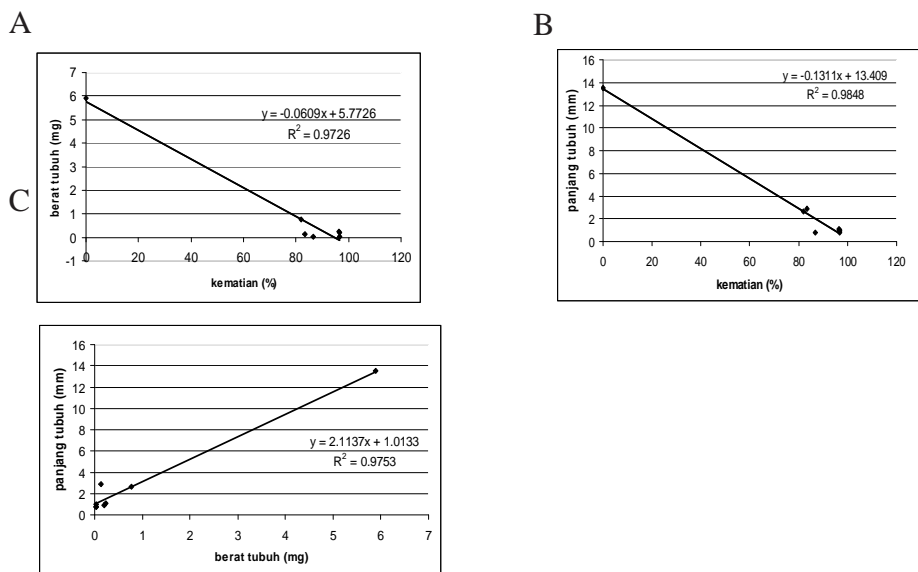 A
B
7
6
5
4
3
2
1
0
-1
0 20 40 60 80 100 120
berat tubuh (mg)
kematian (%)
y = -0.0609x + 5.7726
R² = 0.9726
16
14
12
10
8
6
4
2
0
0 20 40 60 80 100 120
panjang tubuh (mm)
kematian (%)
y = -0.1311x + 13.409
R² = 0.9848
C
16
14
12
10
8
6
4
2
0
0 1 2 3 4 5 6 7
panjang tubuh (mm)
berat tubuh (mg)
y = 2.1137x + 1.0133
R² = 0.9753